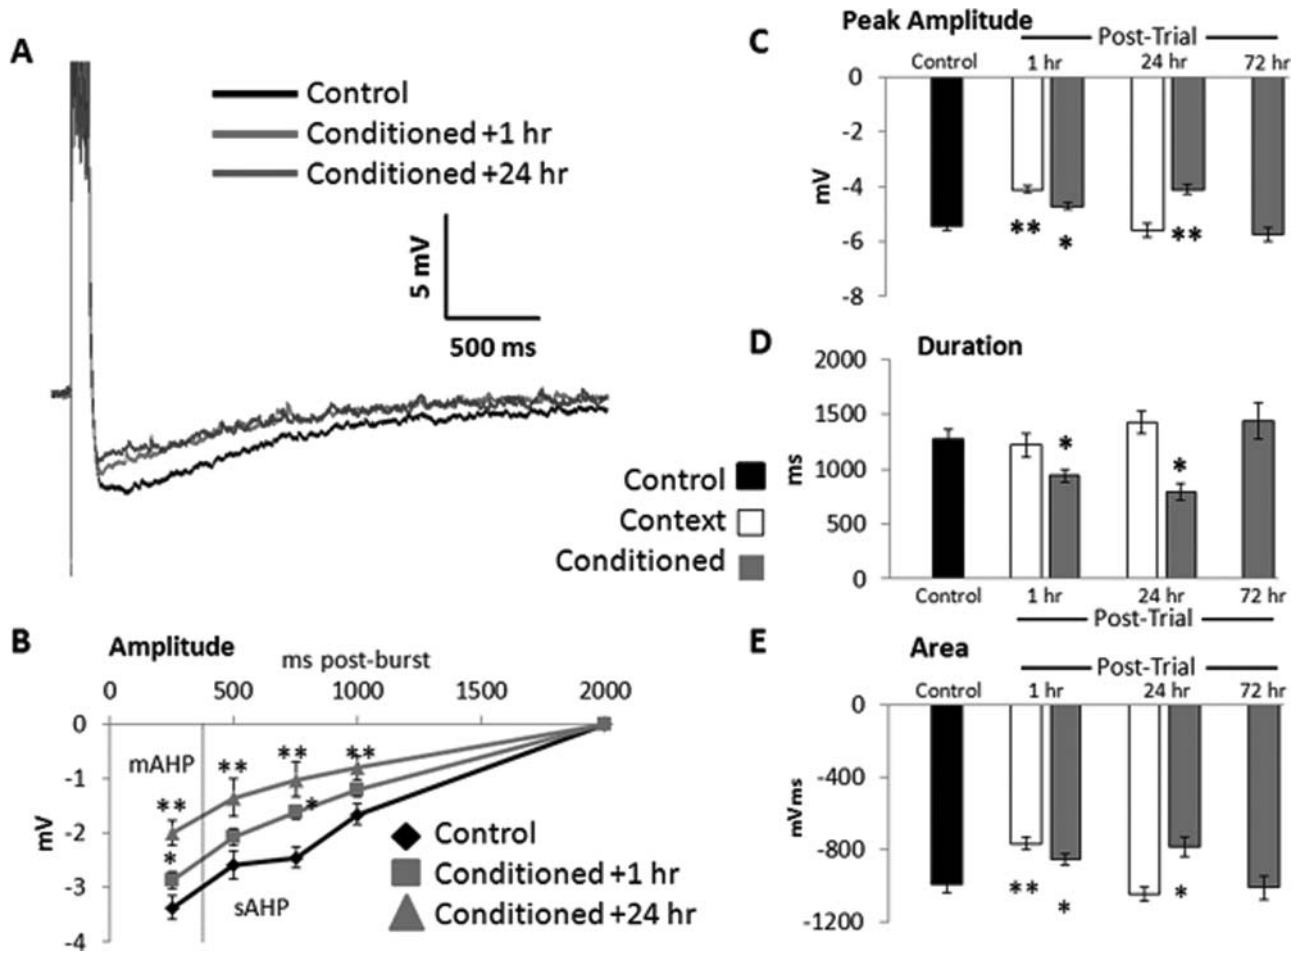 A
Control
Conditioned +1 hr
Conditioned +24 hr
5 mV
500 ms
Control
Context
Conditioned
B
Amplitude
ms post-burst
0 500 1000 1500 2000
0
-1
-2
-3
-4
mV
mAHP
sAHP
** ** ** **
* *
Control
Conditioned +1 hr
Conditioned +24 hr
C
Peak Amplitude
Post-Trial
Control 1 hr 24 hr 72 hr
0
-2
-4
-6
-8
mV
** * **
D
Duration
2000
1500
1000
500
0
ms
* *
Control 1 hr 24 hr 72 hr
Post-Trial
E
Area
Post-Trial
Control 1 hr 24 hr 72 hr
0
-400
-800
-1200
mVms
** * *